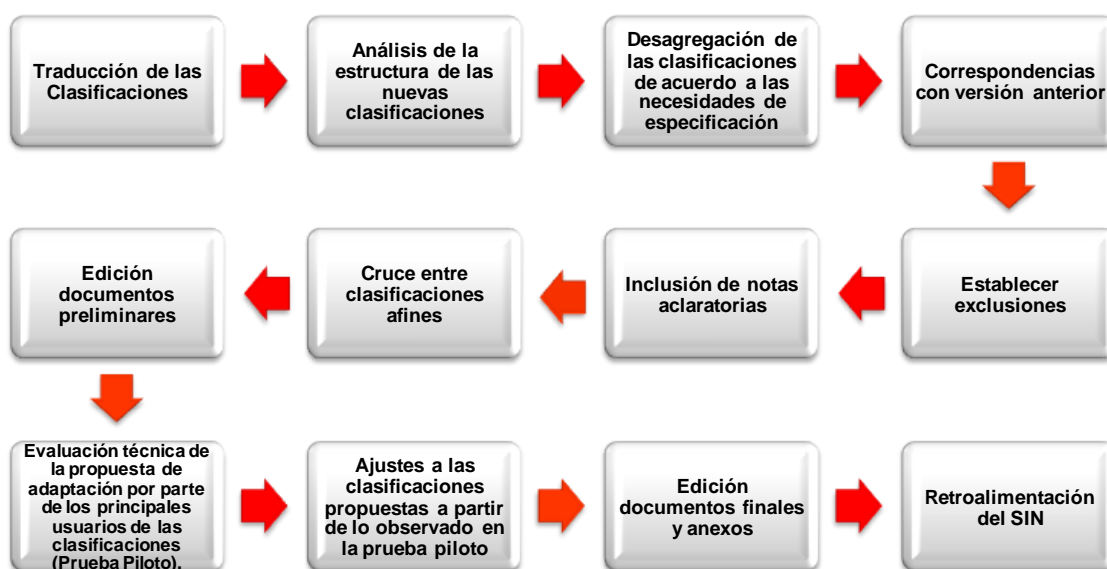 Traducción de las
Clasificaciones
Análisis de la
estructura de las
nuevas
clasificaciones
Desagregación de
las clasificaciones
de acuerdo a las
necesidades de
especificación
Correspondencias
con versión anterior
Establecer
exclusiones
Inclusión de notas
aclaratorias
Cruce entre
clasificaciones
afines
Edición
documentos
preliminares
Evaluación técnica de
la propuesta de
adaptación por parte
de los principales
usuarios de las
clasificaciones
(Prueba Piloto).
Ajustes a las
clasificaciones
propuestas a partir
de lo observado en
la prueba piloto
Edición
documentos finales
y anexos
Retroalimentación
del SIN